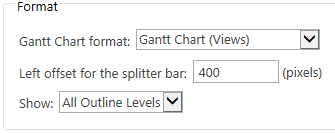 Format
Gantt Chart format: Gantt Chart (Views)
Left offset for the splitter bar: 400 (pixels)
Show: All Outline Levels